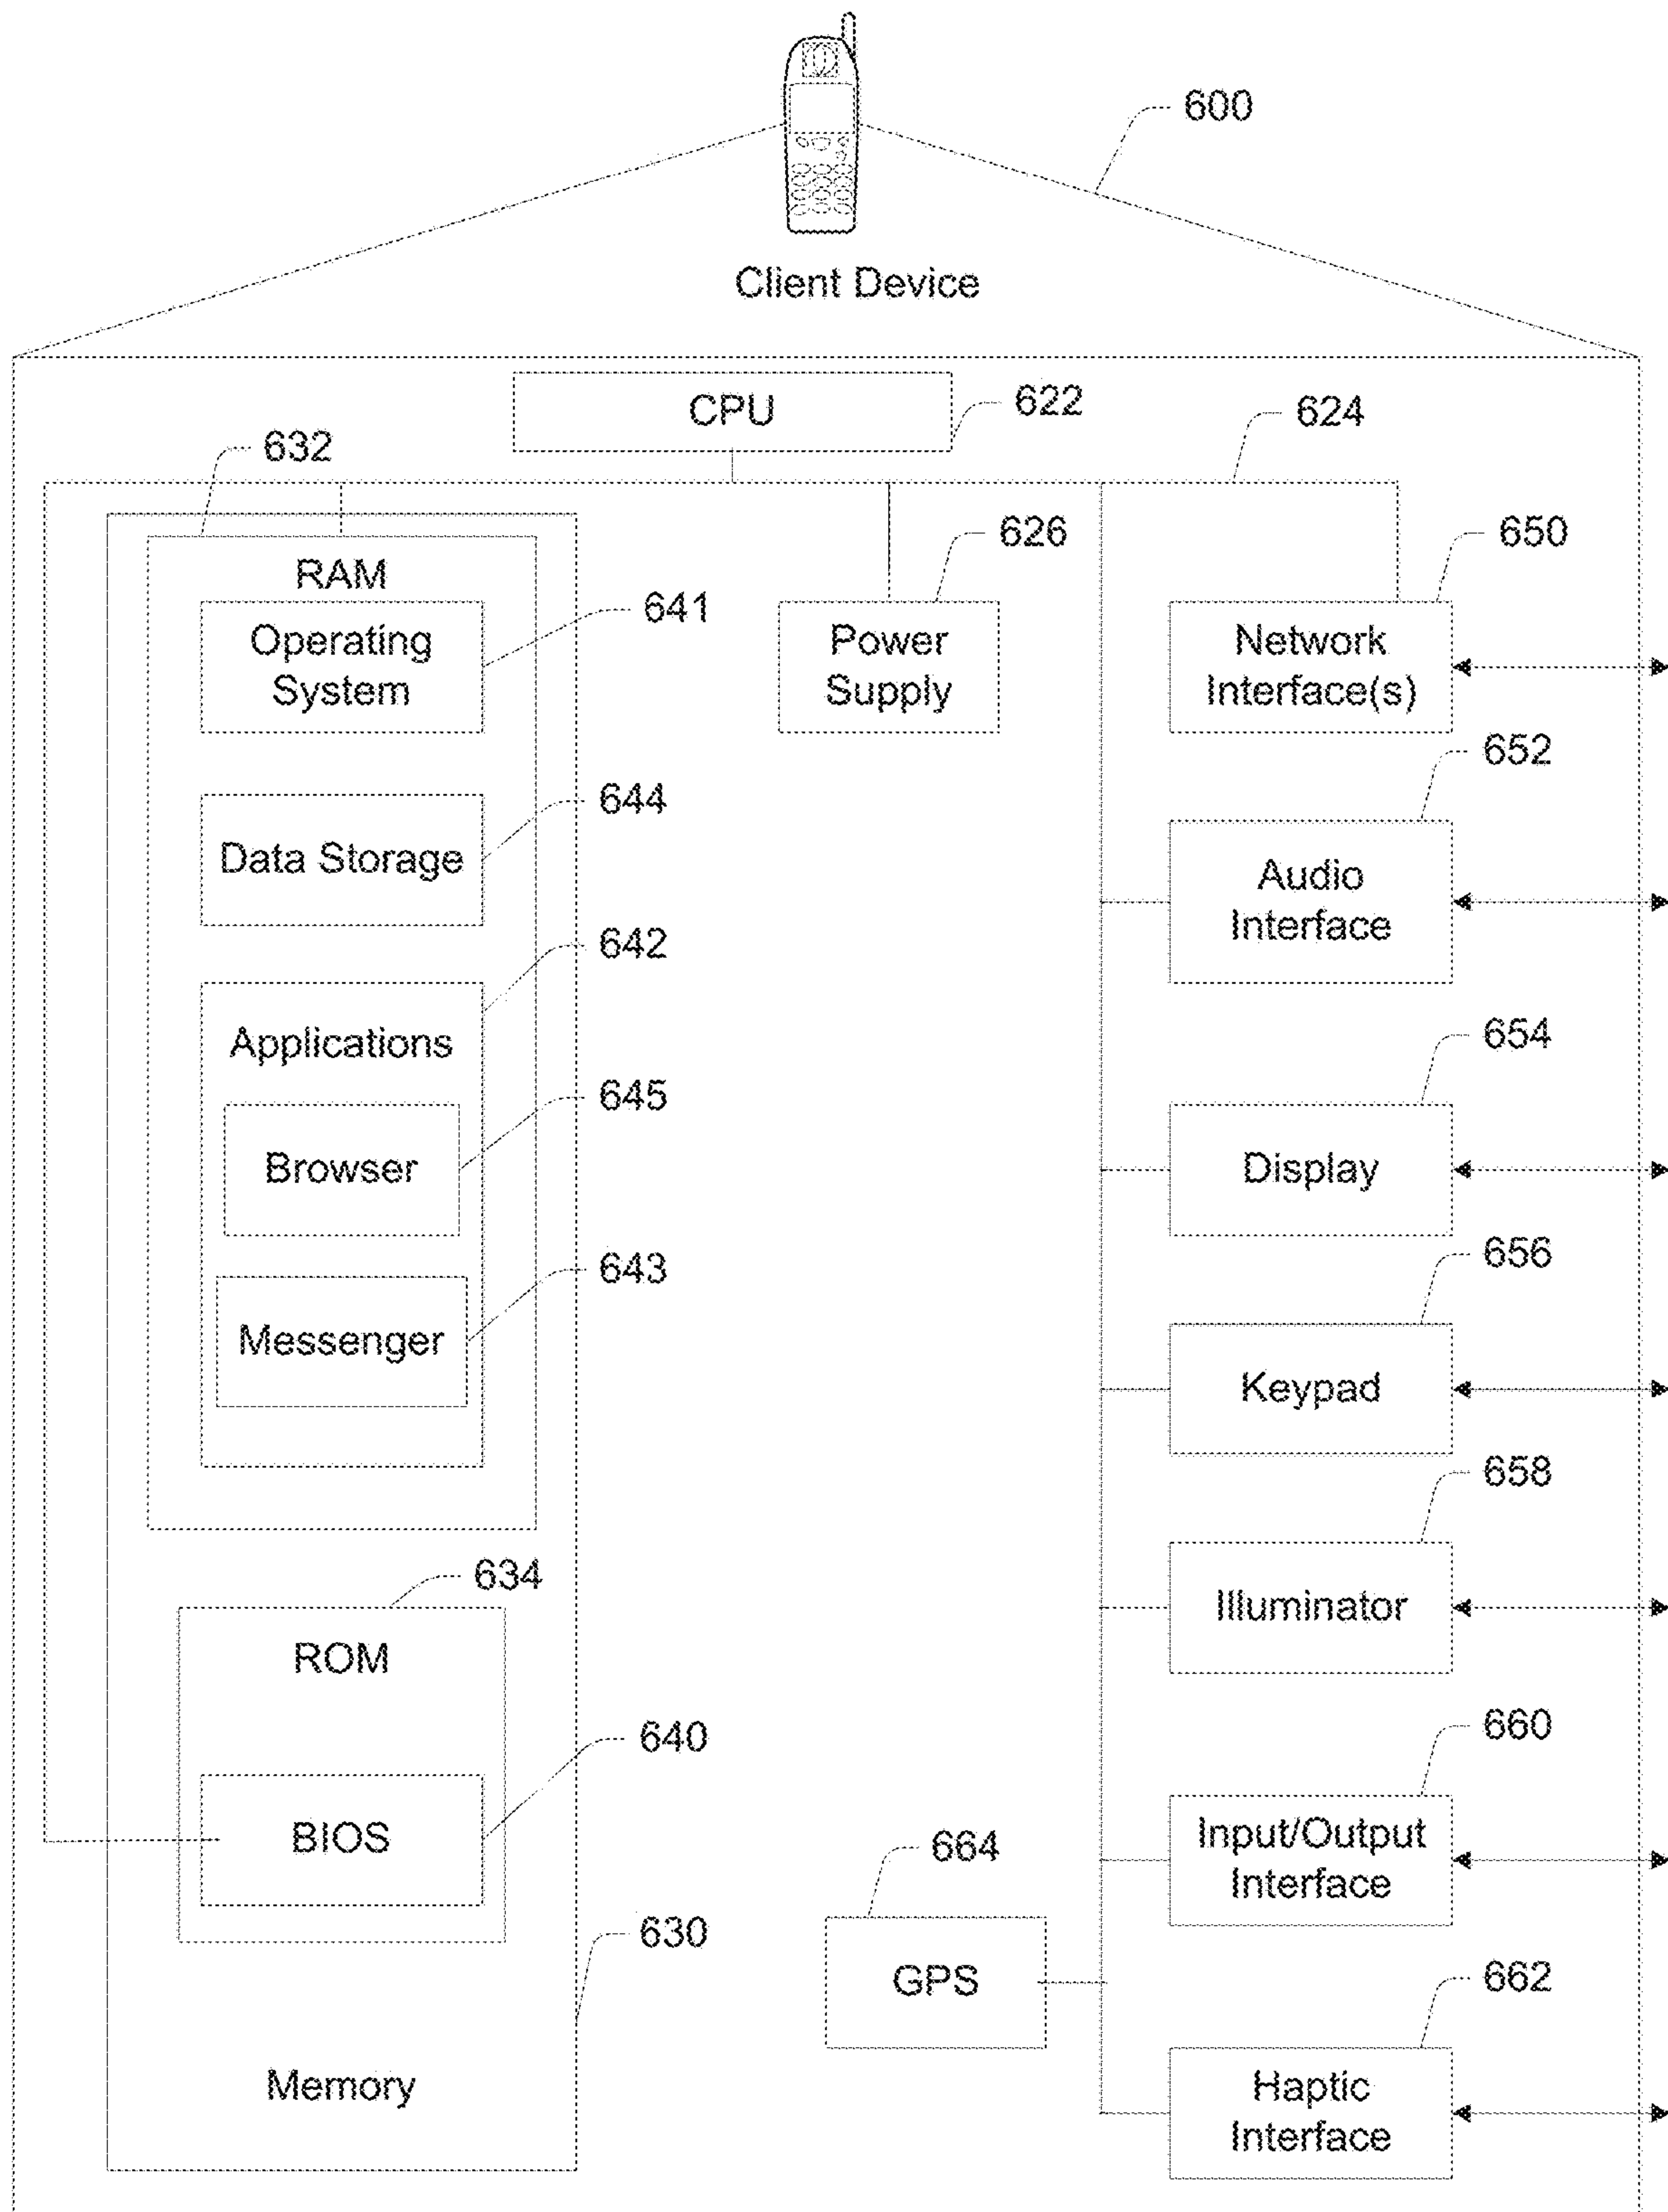 600
Client Device
CPU
622
624
632
626
650
RAM
Operating
System
641
Power
Supply
Network
Interface(s)
652
644
Data Storage
Audio
Interface
642
Applications
654
645
Browser
Display
656
643
Messenger
Keypad
658
634
Illuminator
ROM
660
640
BIOS
Input/Output
Interface
664
630
GPS
662
Memory
Haptic
Interface